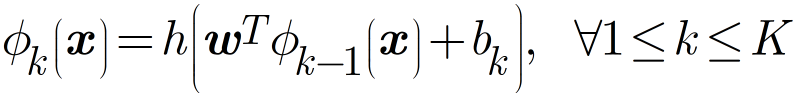 ϕ_k(𝒙) = h(𝒘^T ϕ_{k−1}(𝒙) + b_k), ∀1 ≤ k ≤ K